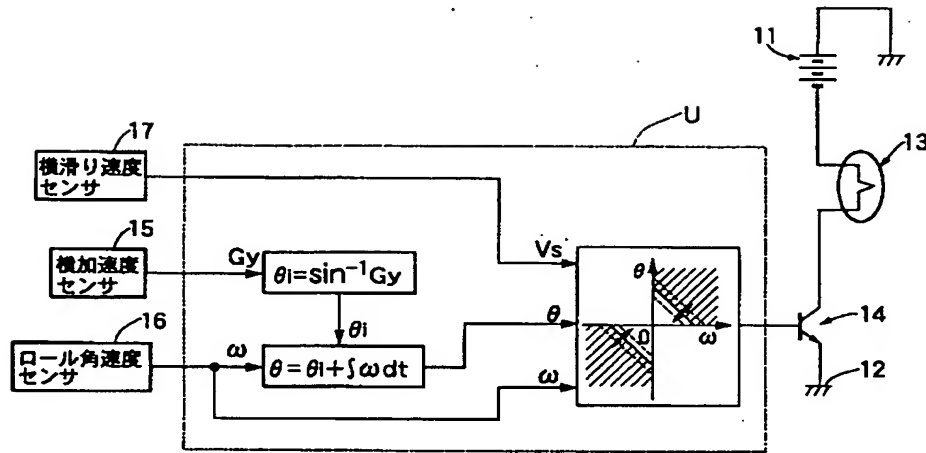 11
U
17
13
横滑り速度
センサ
15
Gy
θi=sin⁻¹Gy
Vs
θ
横加速度
センサ
θi
θ
0
ω
14
16
ロール角速度
センサ
ω
θ=θi+∫ωdt
ω
12